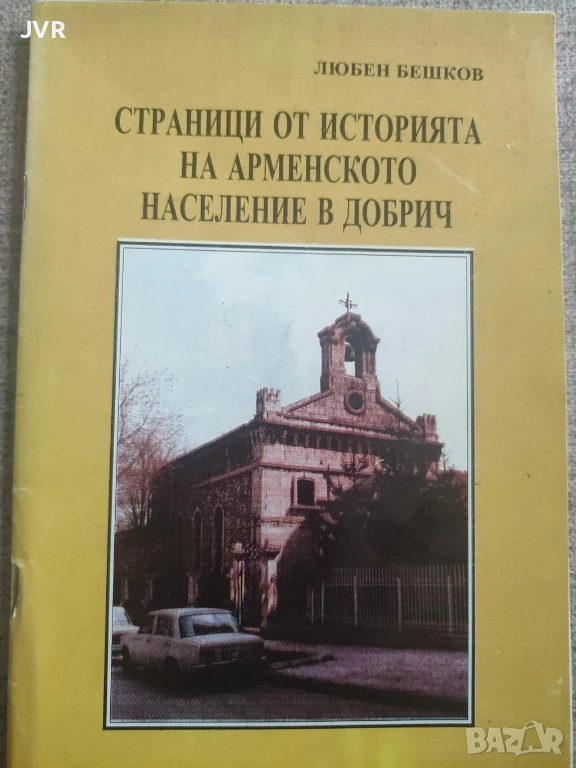 JVR
ЛЮБЕН БЕШКОВ
СТРАНИЦИ ОТ ИСТОРИЯТА
НА АРМЕНСКОТО
НАСЕЛЕНИЕ В ДОБРИЧ
BAZAR